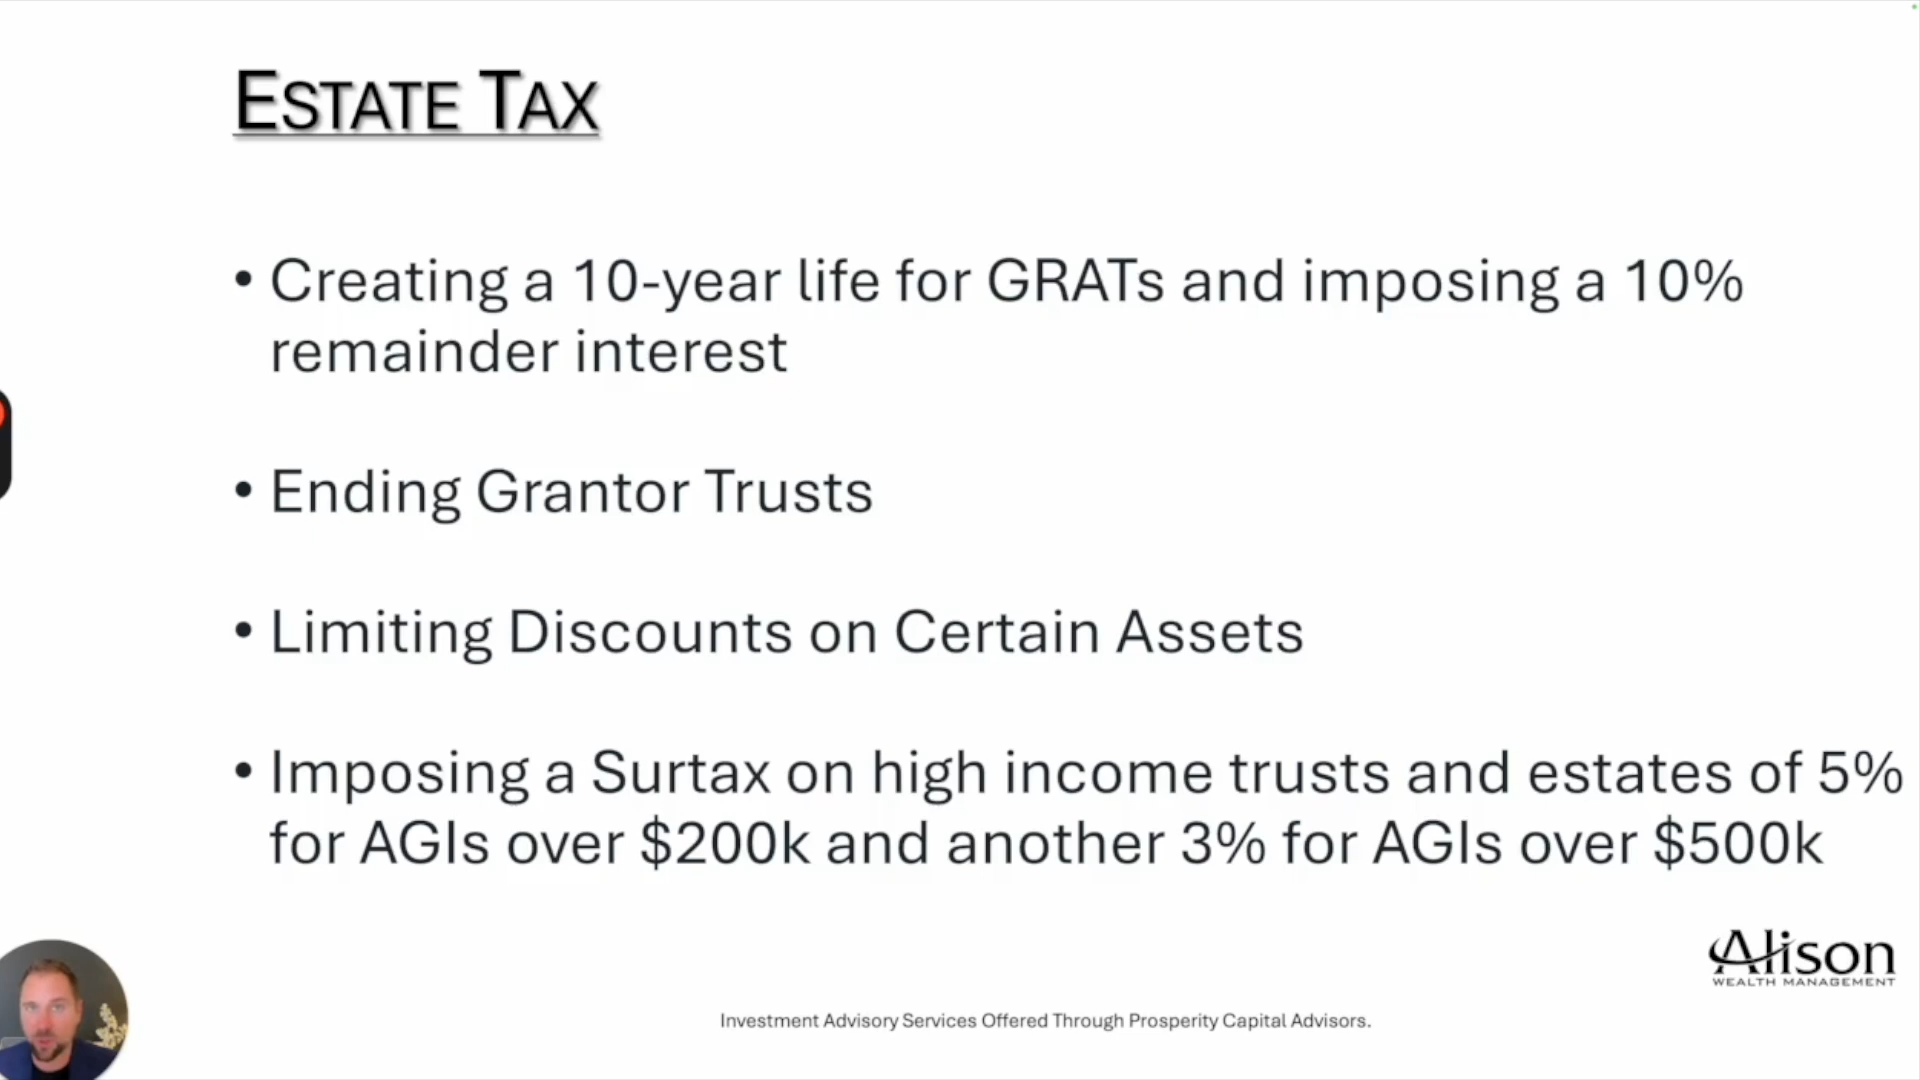 ESTATE TAX
• Creating a 10-year life for GRATs and imposing a 10%
remainder interest
• Ending Grantor Trusts
• Limiting Discounts on Certain Assets
• Imposing a Surtax on high income trusts and estates of 5%
for AGIs over $200k and another 3% for AGIs over $500k
Alison
WEALTH MANAGEMENT
Investment Advisory Services Offered Through Prosperity Capital Advisors.